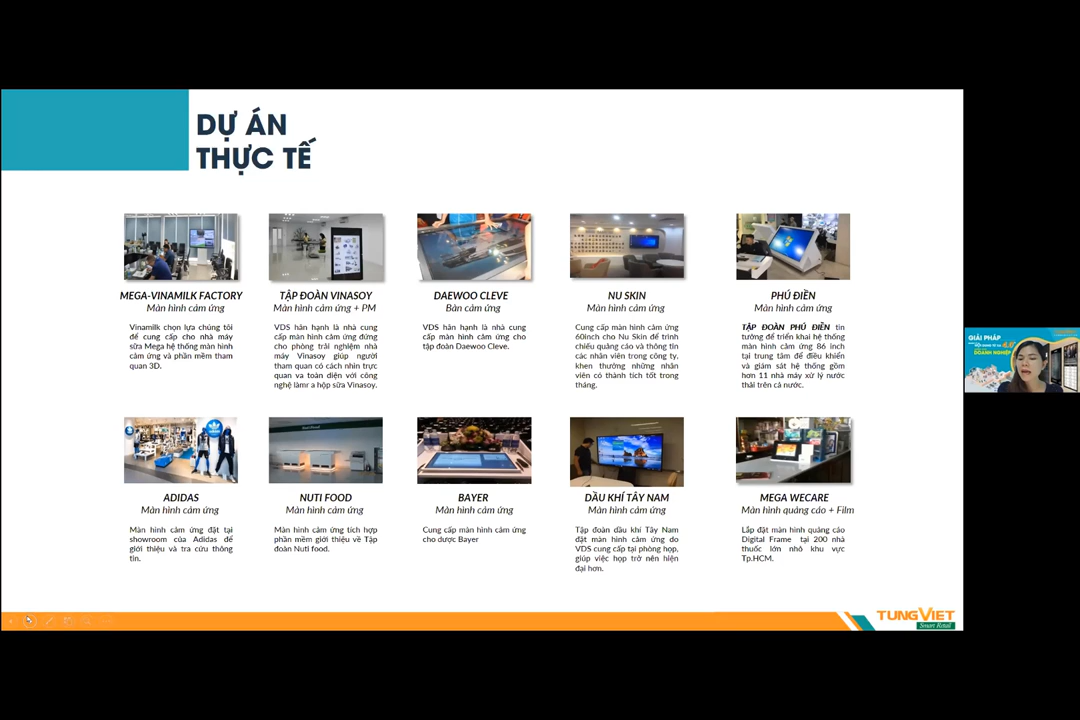 DỰ ÁN
THỰC TẾ
MEGA-VINAMILK FACTORY
Màn hình cảm ứng
Vinamilk chọn lựa chúng tôi
để cung cấp cho nhà máy
sữa Mega hệ thống màn hình
cảm ứng và phần mềm tham
quan 3D.
TẬP ĐOÀN VINASOY
Màn hình cảm ứng + PM
VDS hân hạnh là nhà cung
cấp màn hình cảm ứng đứng
cho phòng trải nghiệm nhà
máy Vinasoy giúp người
tham quan có cách nhìn trực
quan va toàn diện với công
nghệ làmr a hộp sữa Vinasoy.
DAEWOO CLEVE
Bàn cảm ứng
VDS hân hạnh là nhà cung
cấp màn hình cảm ứng cho
tập đoàn Daewoo Cleve.
NU SKIN
Màn hình cảm ứng
Cung cấp màn hình cảm ứng
60inch cho Nu Skin để trình
chiếu quảng cáo và thông tin
các nhân viên trong công ty,
khen thưởng những nhân
viên có thành tích tốt trong
tháng.
PHÚ ĐIỀN
Màn hình cảm ứng
TẬP ĐOÀN PHÚ ĐIỀN tin
tưởng để triển khai hệ thống
màn hình cảm ứng 86 inch
tại trung tâm để điều khiển
và giám sát hệ thống gồm
hơn 11 nhà máy xử lý nước
thải trên cả nước.
ADIDAS
Màn hình cảm ứng
Màn hình cảm ứng đặt tại
showroom của Adidas để
giới thiệu và tra cứu thông
tin.
NUTI FOOD
Màn hình cảm ứng
Màn hình cảm ứng tích hợp
phần mềm giới thiệu về Tập
đoàn Nuti food.
BAYER
Màn hình cảm ứng
Cung cấp màn hình cảm ứng
cho dược Bayer
DẦU KHÍ TÂY NAM
Màn hình cảm ứng
Tập đoàn dầu khí Tây Nam
đặt màn hình cảm ứng do
VDS cung cấp tại phòng họp,
giúp việc họp trở nên hiện
đại hơn.
MEGA WECARE
Màn hình quảng cáo + Film
Lắp đặt màn hình quảng cáo
Digital Frame tại 200 nhà
thuốc lớn nhỏ khu vực
Tp.HCM.
TUNGVIET
Smart Retail
GIẢI PHÁP
DOANH NGHIỆP